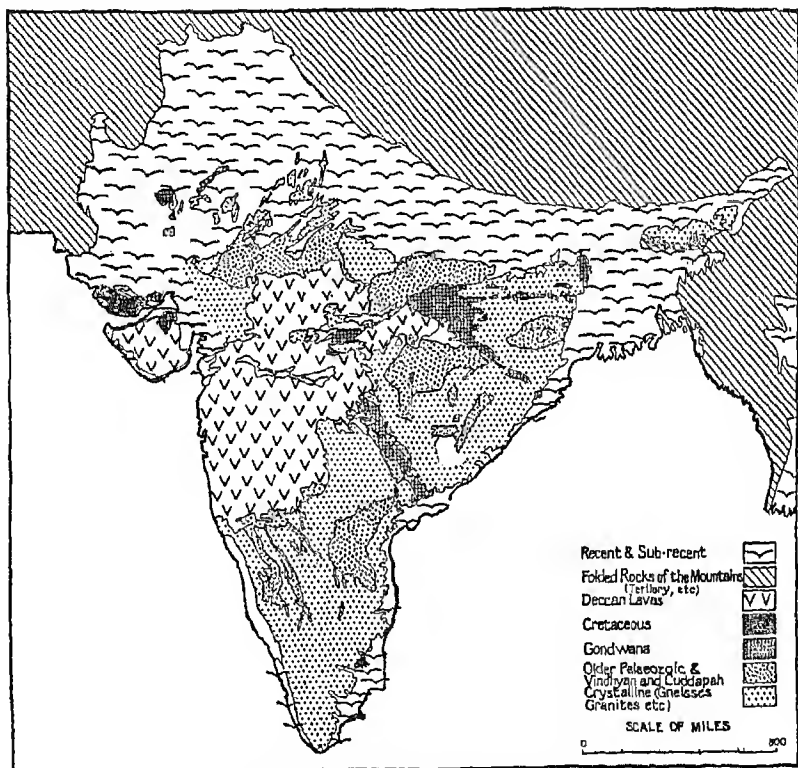 Recent & Sub-recent
Folded Rocks of the Mountains
(Tertiary, etc)
Deccan Lavas
Cretaceous
Gondwana
Older Palaeozoic &
Vindhyan and Cuddapah
Crystalline (Gneisses
Granites etc)
SCALE OF MILES
0 300